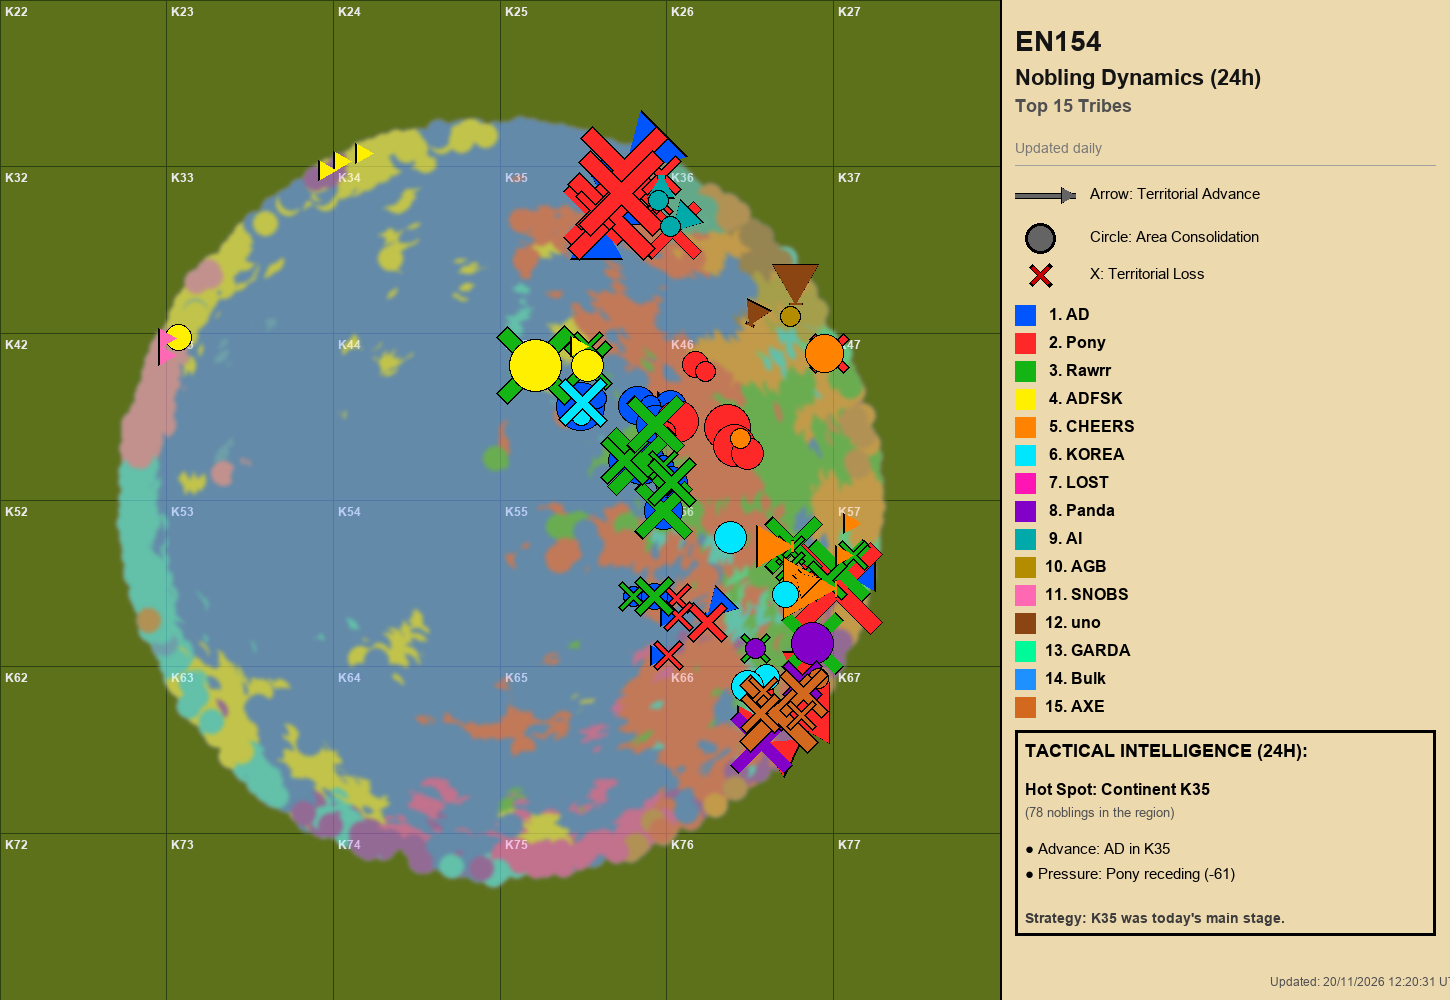 K22 K23 K24 K25 K26 K27
K32 K33 K34 K35 K36 K37
K42 K44 K46 47
K52 K53 K54 K55 56 K57
K62 K63 K64 K65 K66 K67
K72 K73 K74 K75 K76 K77
EN154
Nobling Dynamics (24h)
Top 15 Tribes
Updated daily
Arrow: Territorial Advance
Circle: Area Consolidation
X: Territorial Loss
1. AD
2. Pony
3. Rawrr
4. ADFSK
5. CHEERS
6. KOREA
7. LOST
8. Panda
9. AI
10. AGB
11. SNOBS
12. uno
13. GARDA
14. Bulk
15. AXE
TACTICAL INTELLIGENCE (24H):
Hot Spot: Continent K35
(78 noblings in the region)
● Advance: AD in K35
● Pressure: Pony receding (-61)
Strategy: K35 was today's main stage.
Updated: 20/11/2026 12:20:31 U